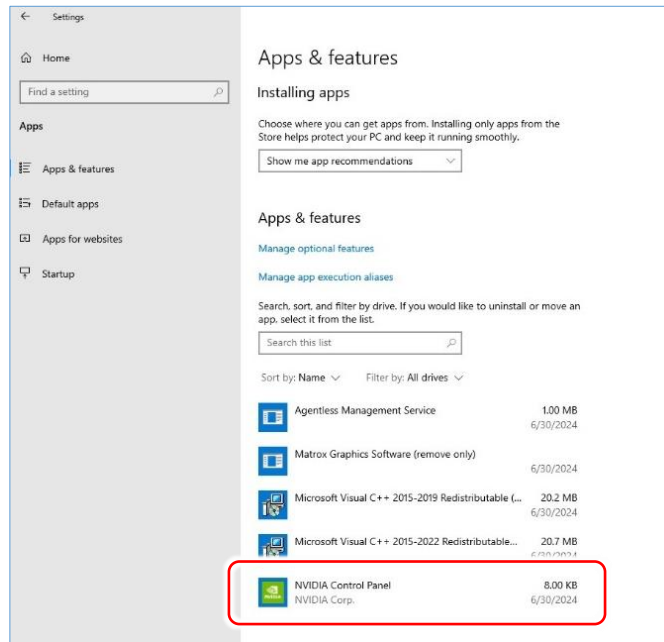 Settings
Home
Find a setting
Apps
Apps & features
Default apps
Apps for websites
Startup
Apps & features
Installing apps
Choose where you can get apps from. Installing only apps from the
Store helps protect your PC and keep it running smoothly.
Show me app recommendations
Apps & features
Manage optional features
Manage app execution aliases
Search, sort, and filter by drive. If you would like to uninstall or move an
app, select it from the list.
Search this list
Sort by: Name Filter by: All drives
Agentless Management Service 1.00 MB
6/30/2024
Matrox Graphics Software (remove only)
6/30/2024
Microsoft Visual C++ 2015-2019 Redistributable (... 20.2 MB
6/30/2024
Microsoft Visual C++ 2015-2022 Redistributable... 20.7 MB
6/30/2024
NVIDIA Control Panel 8.00 KB
NVIDIA Corp. 6/30/2024